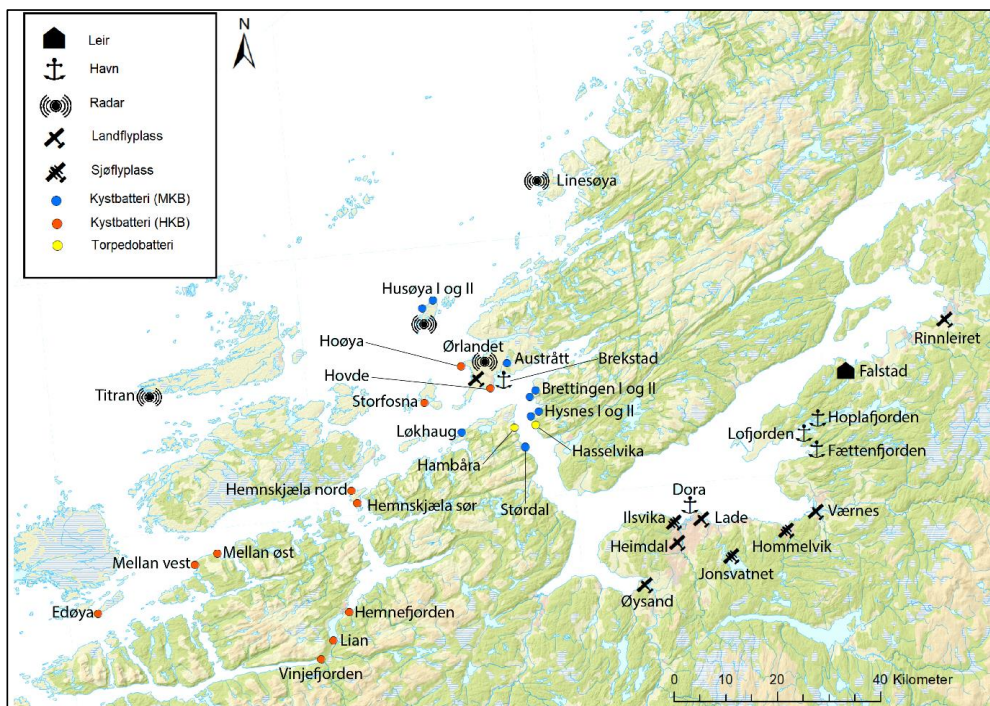 N
Leir
Havn
Radar
Landflyplass
Sjøflyplass
Kystbatteri (MKB)
Kystbatteri (HKB)
Torpedobatteri
Linesøya
Husøya I og II
Rinnleiret
Ørlandet
Hoøya
Austrått
Brekstad
Hovde
Falstad
Brettingen I og II
Titran
Storfosna
Hysnes I og II
Hoplafjorden
Løkhaug
Lofjorden
Hasselvika
Fættenfjorden
Hambåra
Dora
Hemnskjæla nord
Hemnskjæla sør
Størdal
Ilsvika
Lade
Værnes
Heimdal
Hommelvik
Mellan øst
Mellan vest
Jonsvatnet
Øysand
Edøya
Hemnefjorden
Lian
Vinjefjorden
0 10 20 40 Kilometer